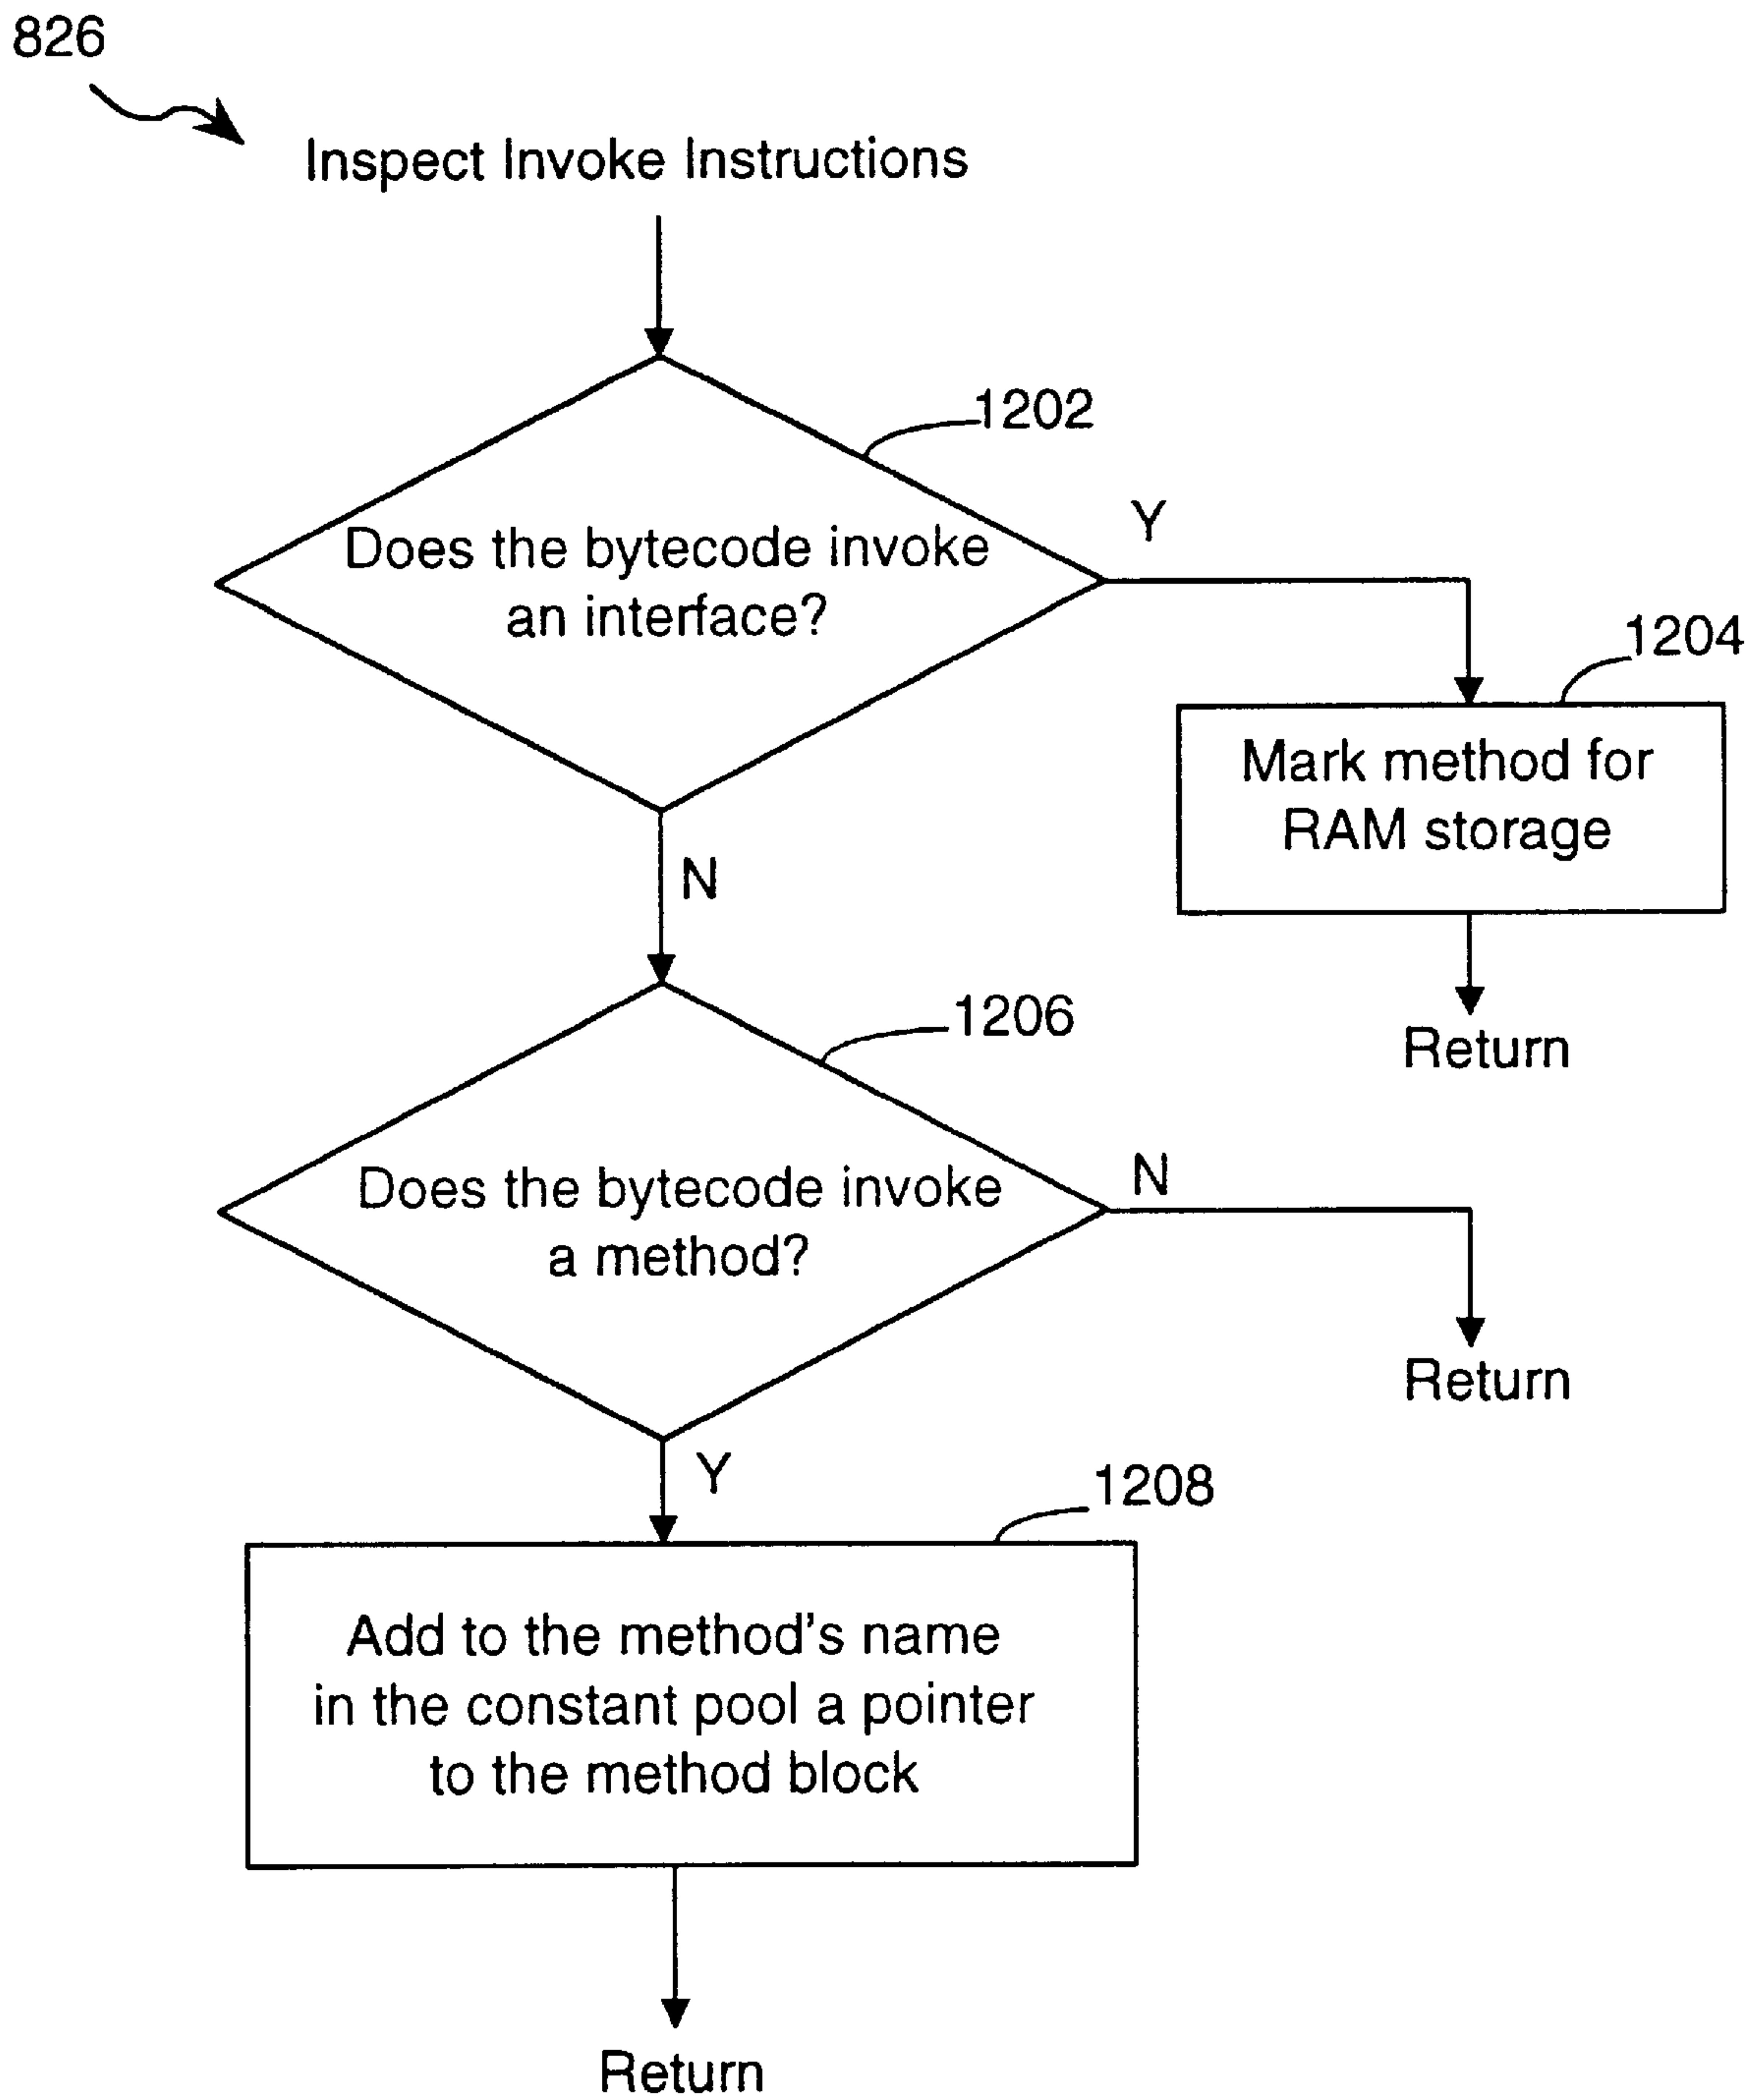 826
Inspect Invoke Instructions
1202
Does the bytecode invoke
an interface?
Y
1204
Mark method for
RAM storage
Return
N
1206
Does the bytecode invoke
a method?
N
Return
Y
1208
Add to the method's name
in the constant pool a pointer
to the method block
Return